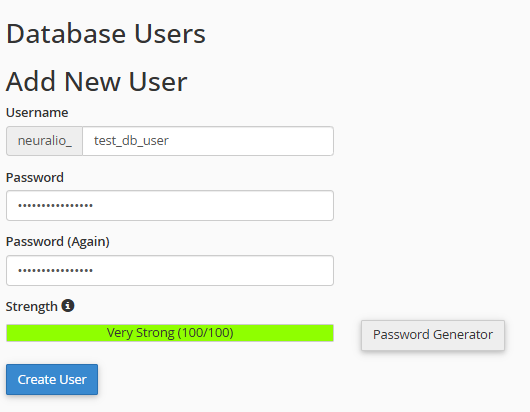 Database Users
Add New User
Username
neuralio_ test_db_user
Password
••••••••••••••••
Password (Again)
••••••••••••••••
Strength
Very Strong (100/100)
Password Generator
Create User